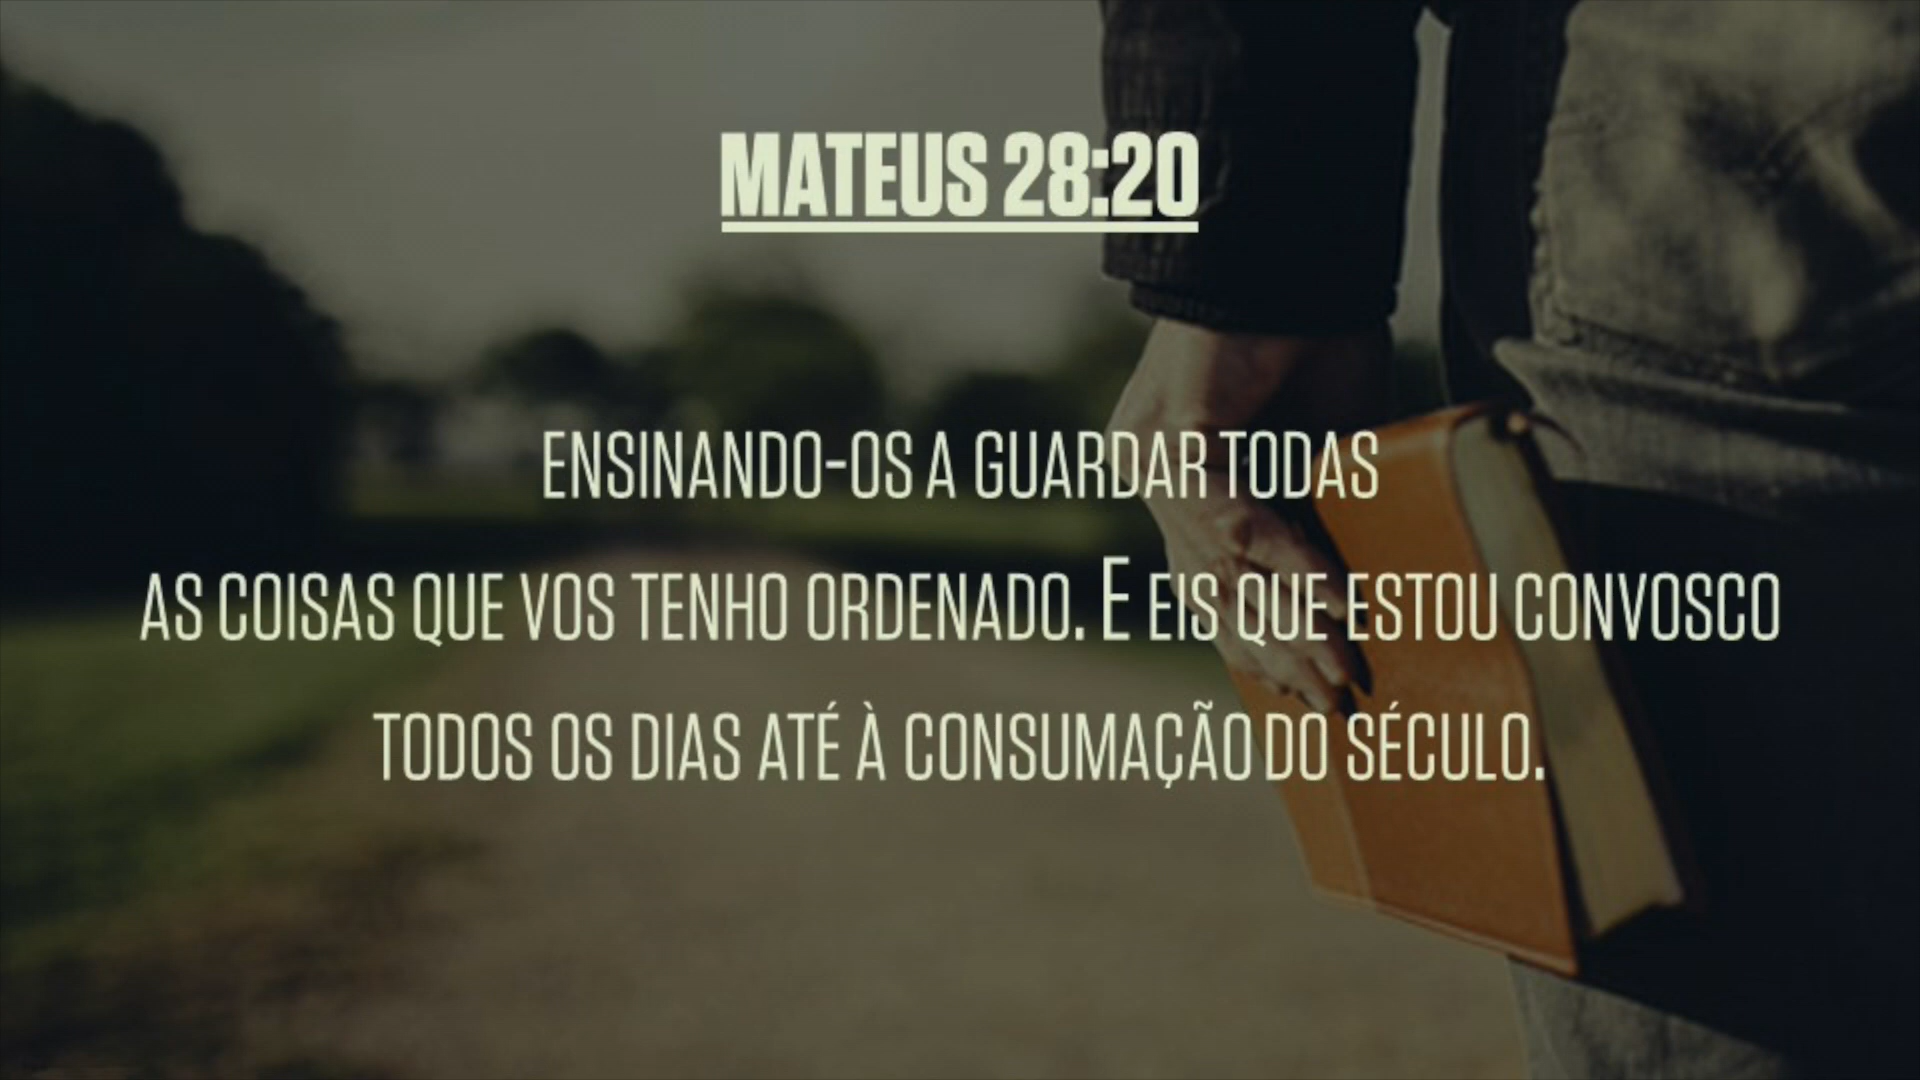 MATEUS 28:20
ENSINANDO-OS A GUARDAR TODAS
AS COISAS QUE VOS TENHO ORDENADO. E EIS QUE ESTOU CONVOSCO
TODOS OS DIAS ATÉ À CONSUMAÇÃO DO SÉCULO.